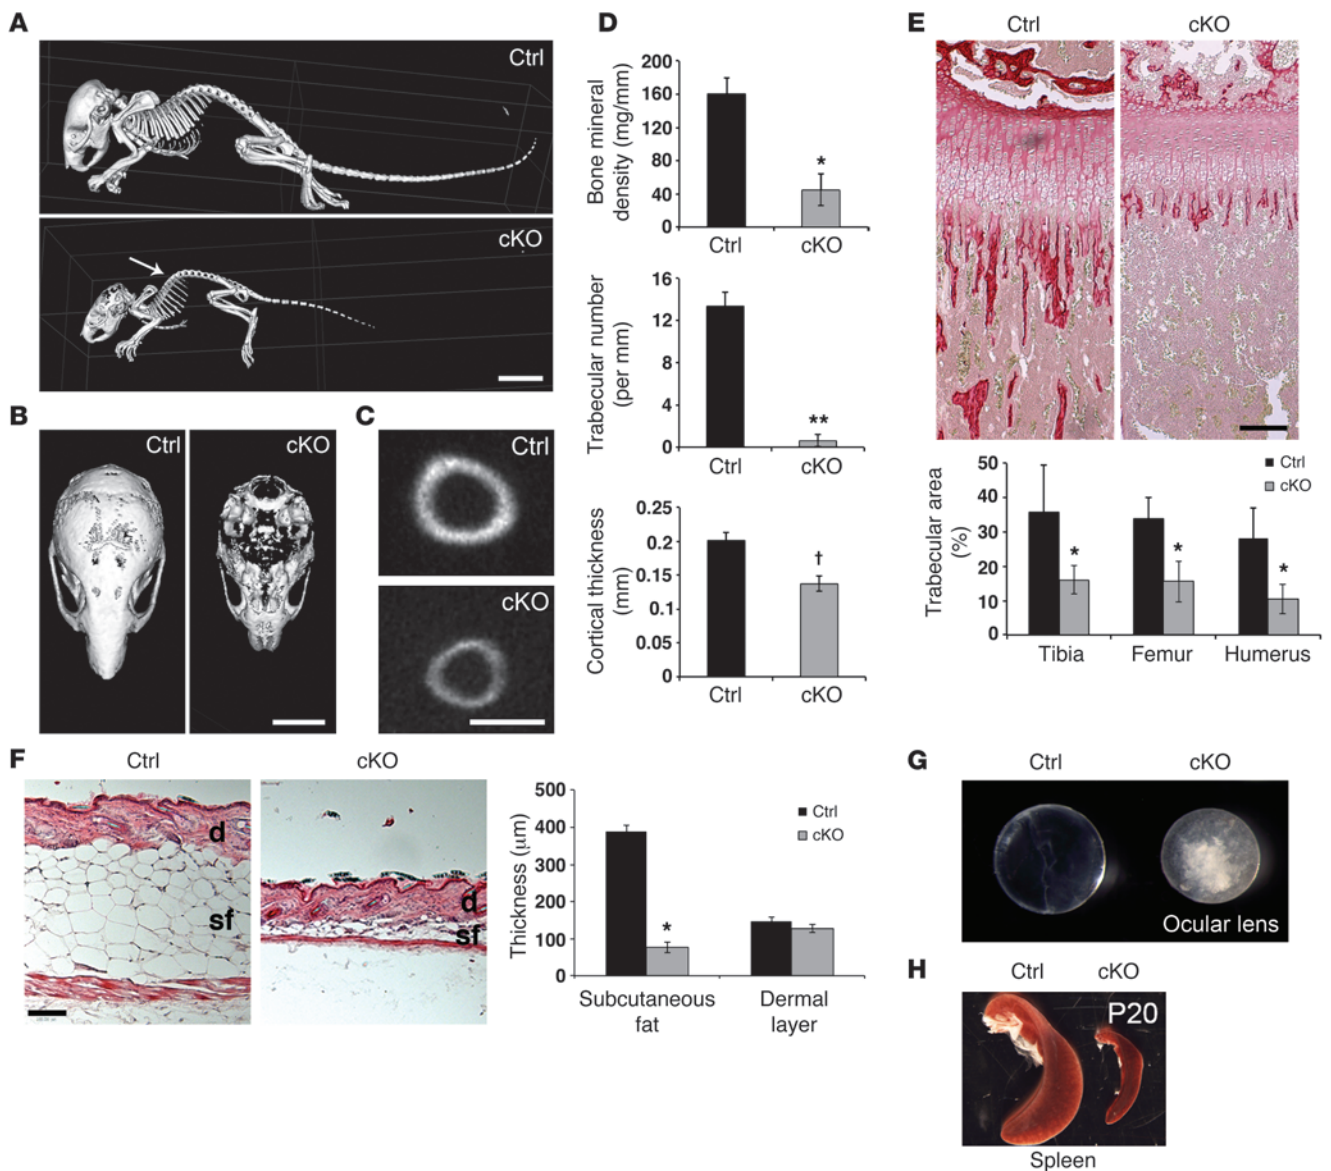 A
Ctrl
cKO
B
Ctrl
cKO
C
Ctrl
cKO
D
Bone mineral
density (mg/mm)
200
160
120
80
40
0
*
Ctrl
cKO
Trabecular number
(per mm)
16
12
8
4
0
**
Ctrl
cKO
Cortical thickness
(mm)
0.25
0.2
0.15
0.1
0.05
0
†
Ctrl
cKO
E
Ctrl
cKO
Trabecular area
(%)
50
40
30
20
10
0
Ctrl
cKO
*
*
*
Tibia
Femur
Humerus
F
Ctrl
cKO
d
sf
d
sf
Thickness (μm)
500
400
300
200
100
0
Ctrl
cKO
*
Subcutaneous
fat
Dermal
layer
G
Ctrl
cKO
Ocular lens
H
Ctrl
cKO
P20
Spleen